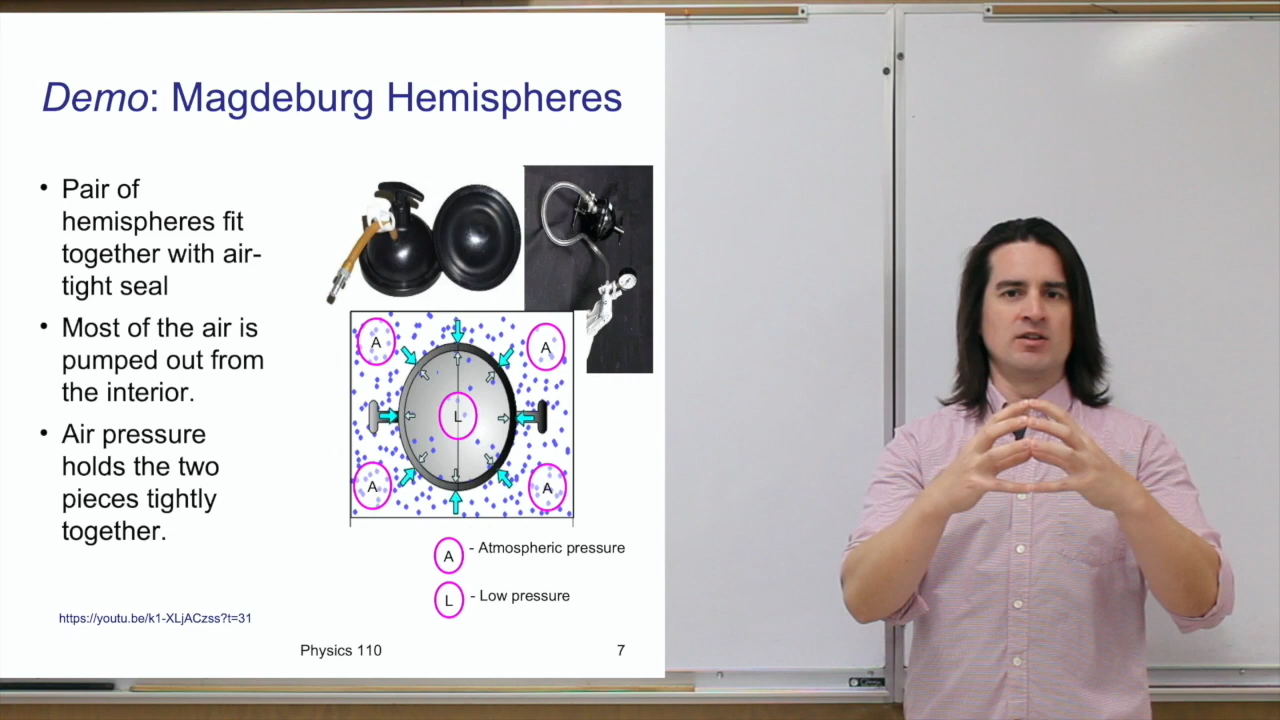 Demo: Magdeburg Hemispheres
• Pair of
hemispheres fit
together with air-
tight seal
• Most of the air is
pumped out from
the interior.
• Air pressure
holds the two
pieces tightly
together.
A
A
L
A
A
A - Atmospheric pressure
L - Low pressure
https://youtu.be/k1-XLjACzss?t=31
Physics 110
7